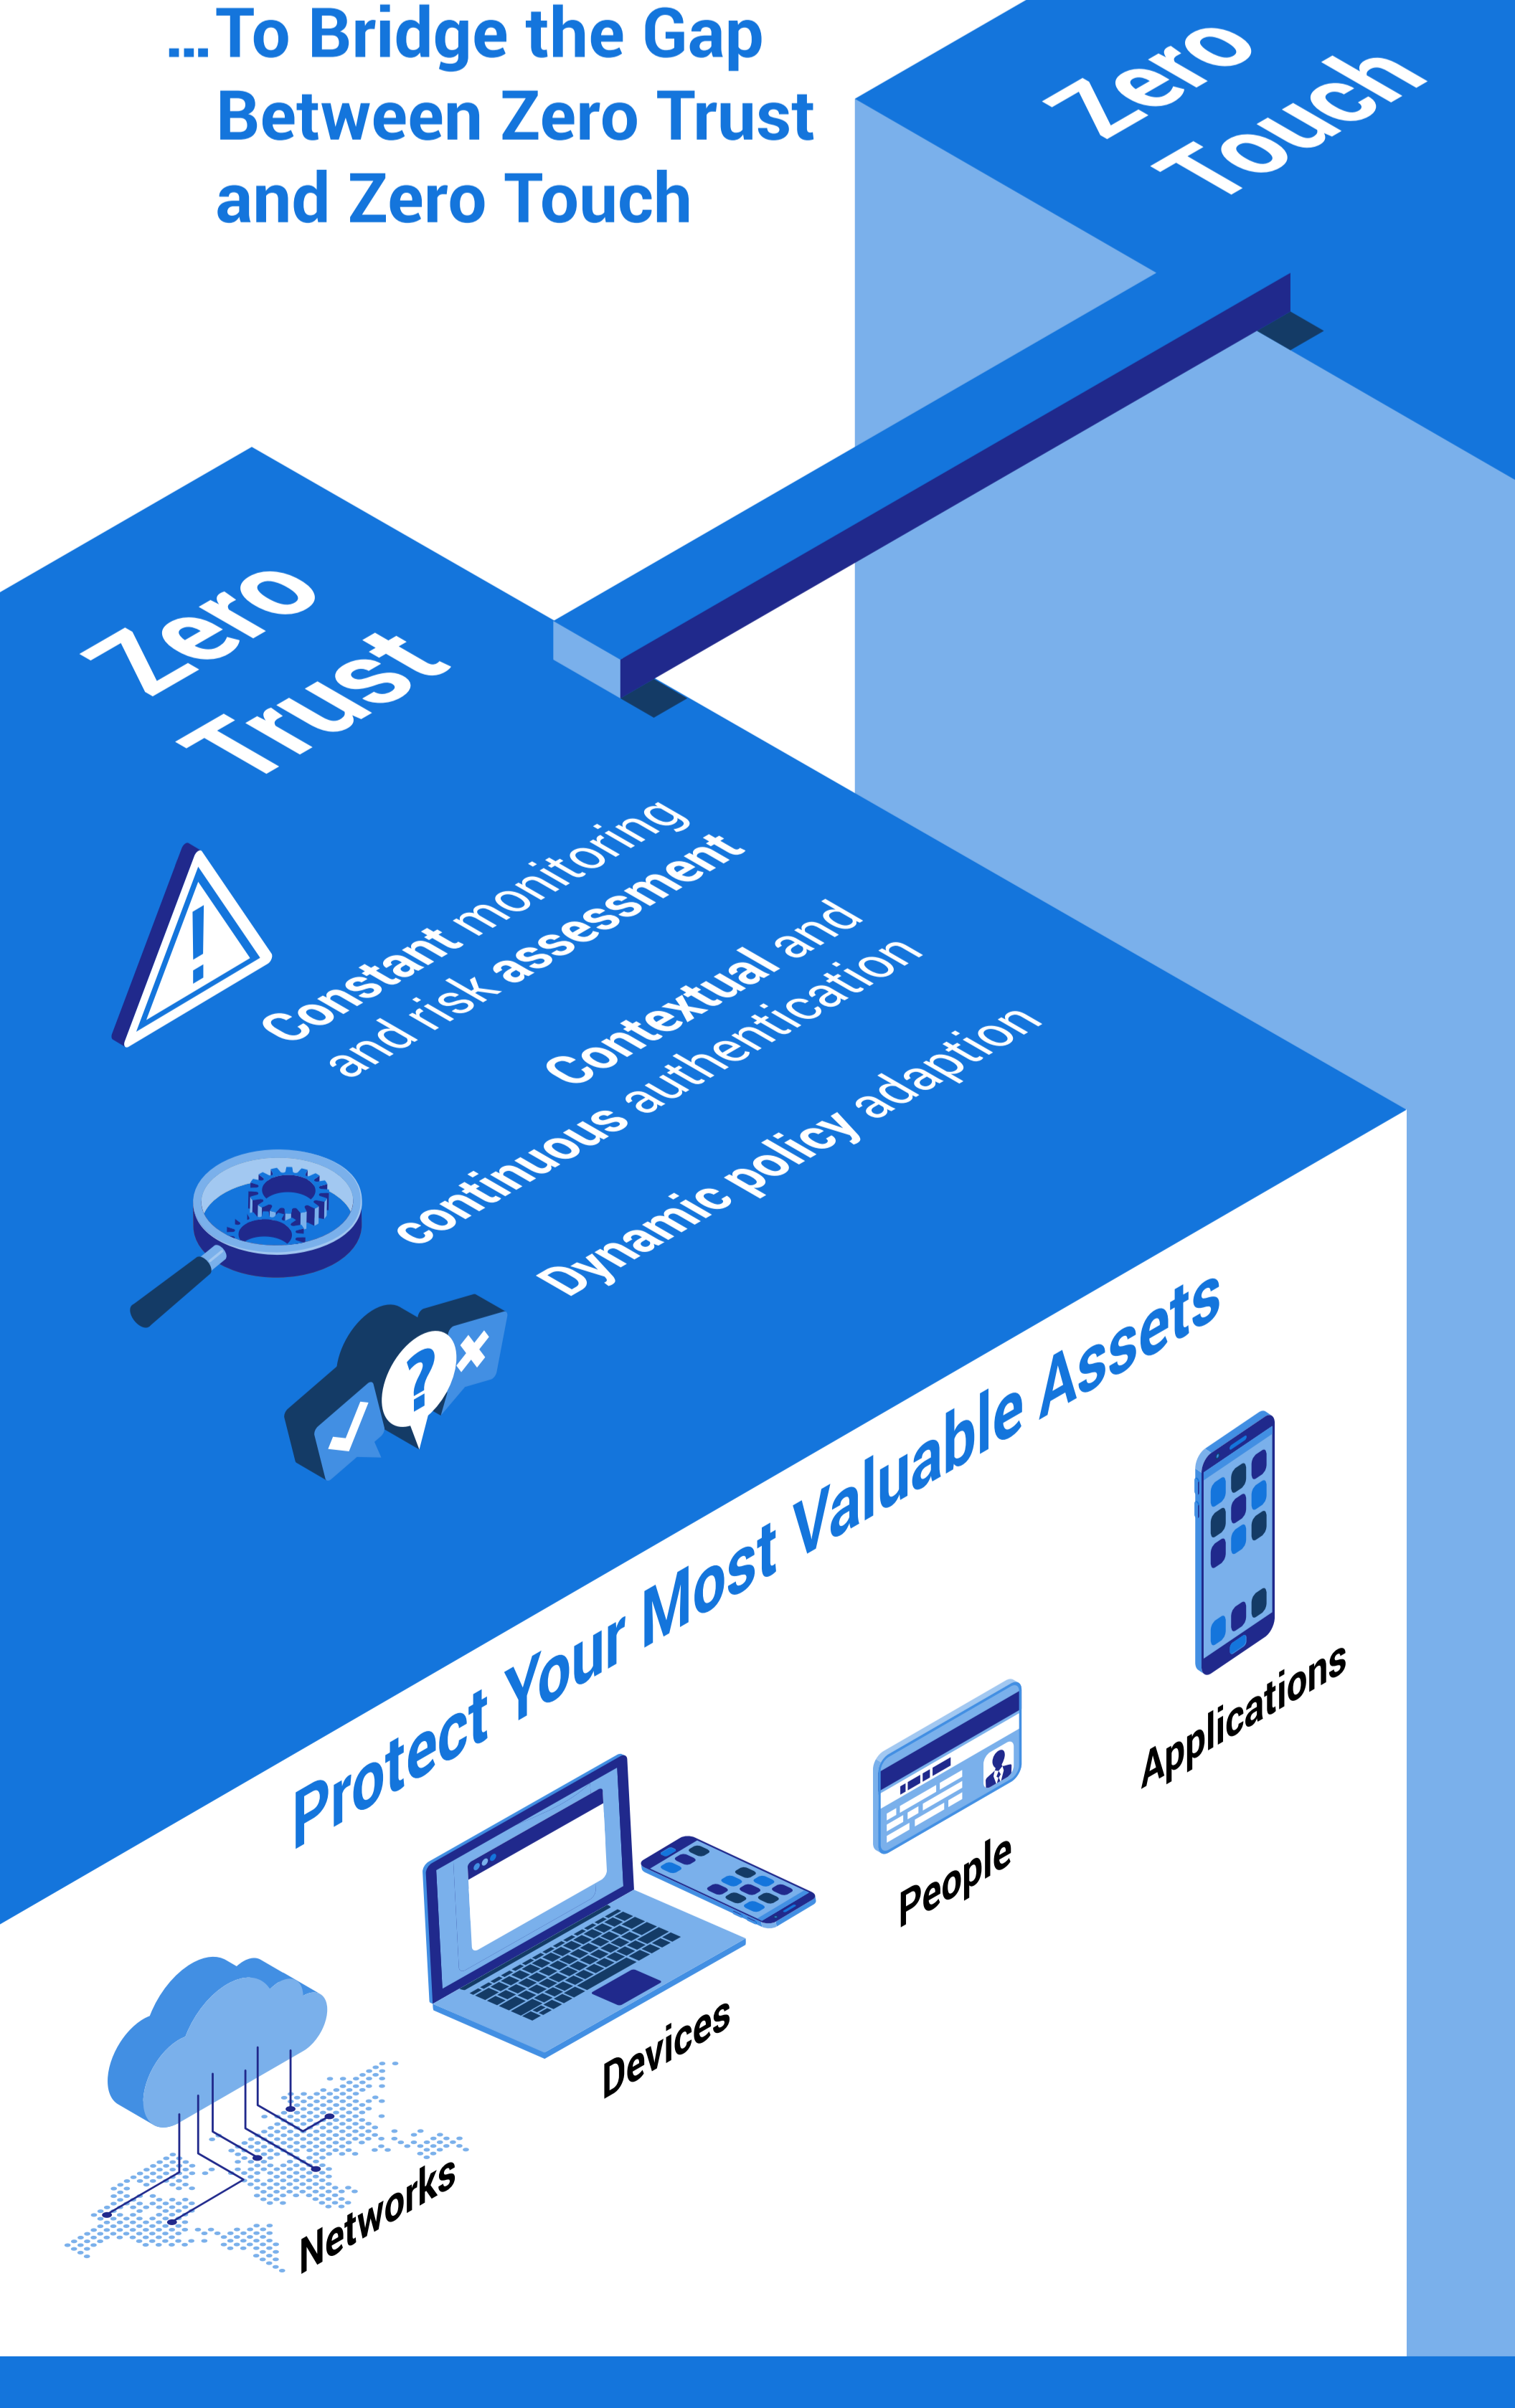 ...To Bridge the Gap
Between Zero Trust
and Zero Touch
Zero
Touch
Zero
Trust
Constant monitoring
and risk assessment
Contextual and
continuous authentication
Dynamic policy adaption
Protect Your Most Valuable Assets
Applications
People
Devices
Networks